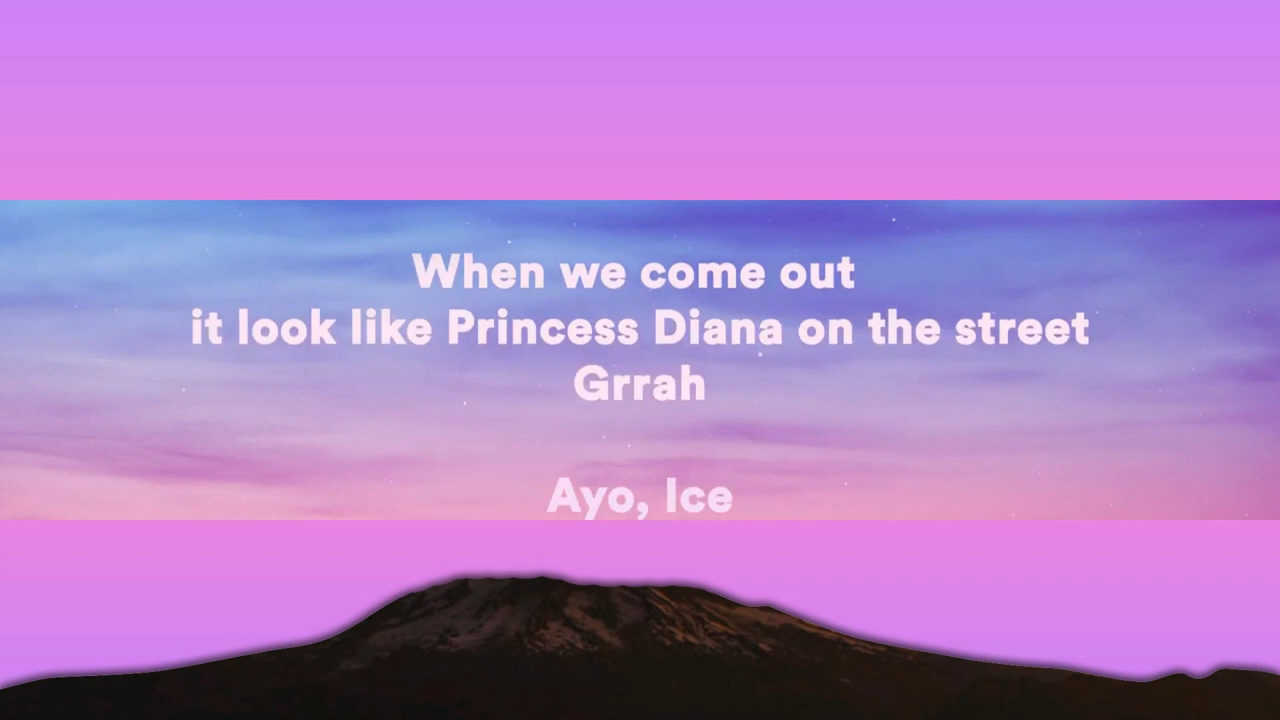 When we come out
it look like Princess Diana on the street
Grrah
Ayo, Ice